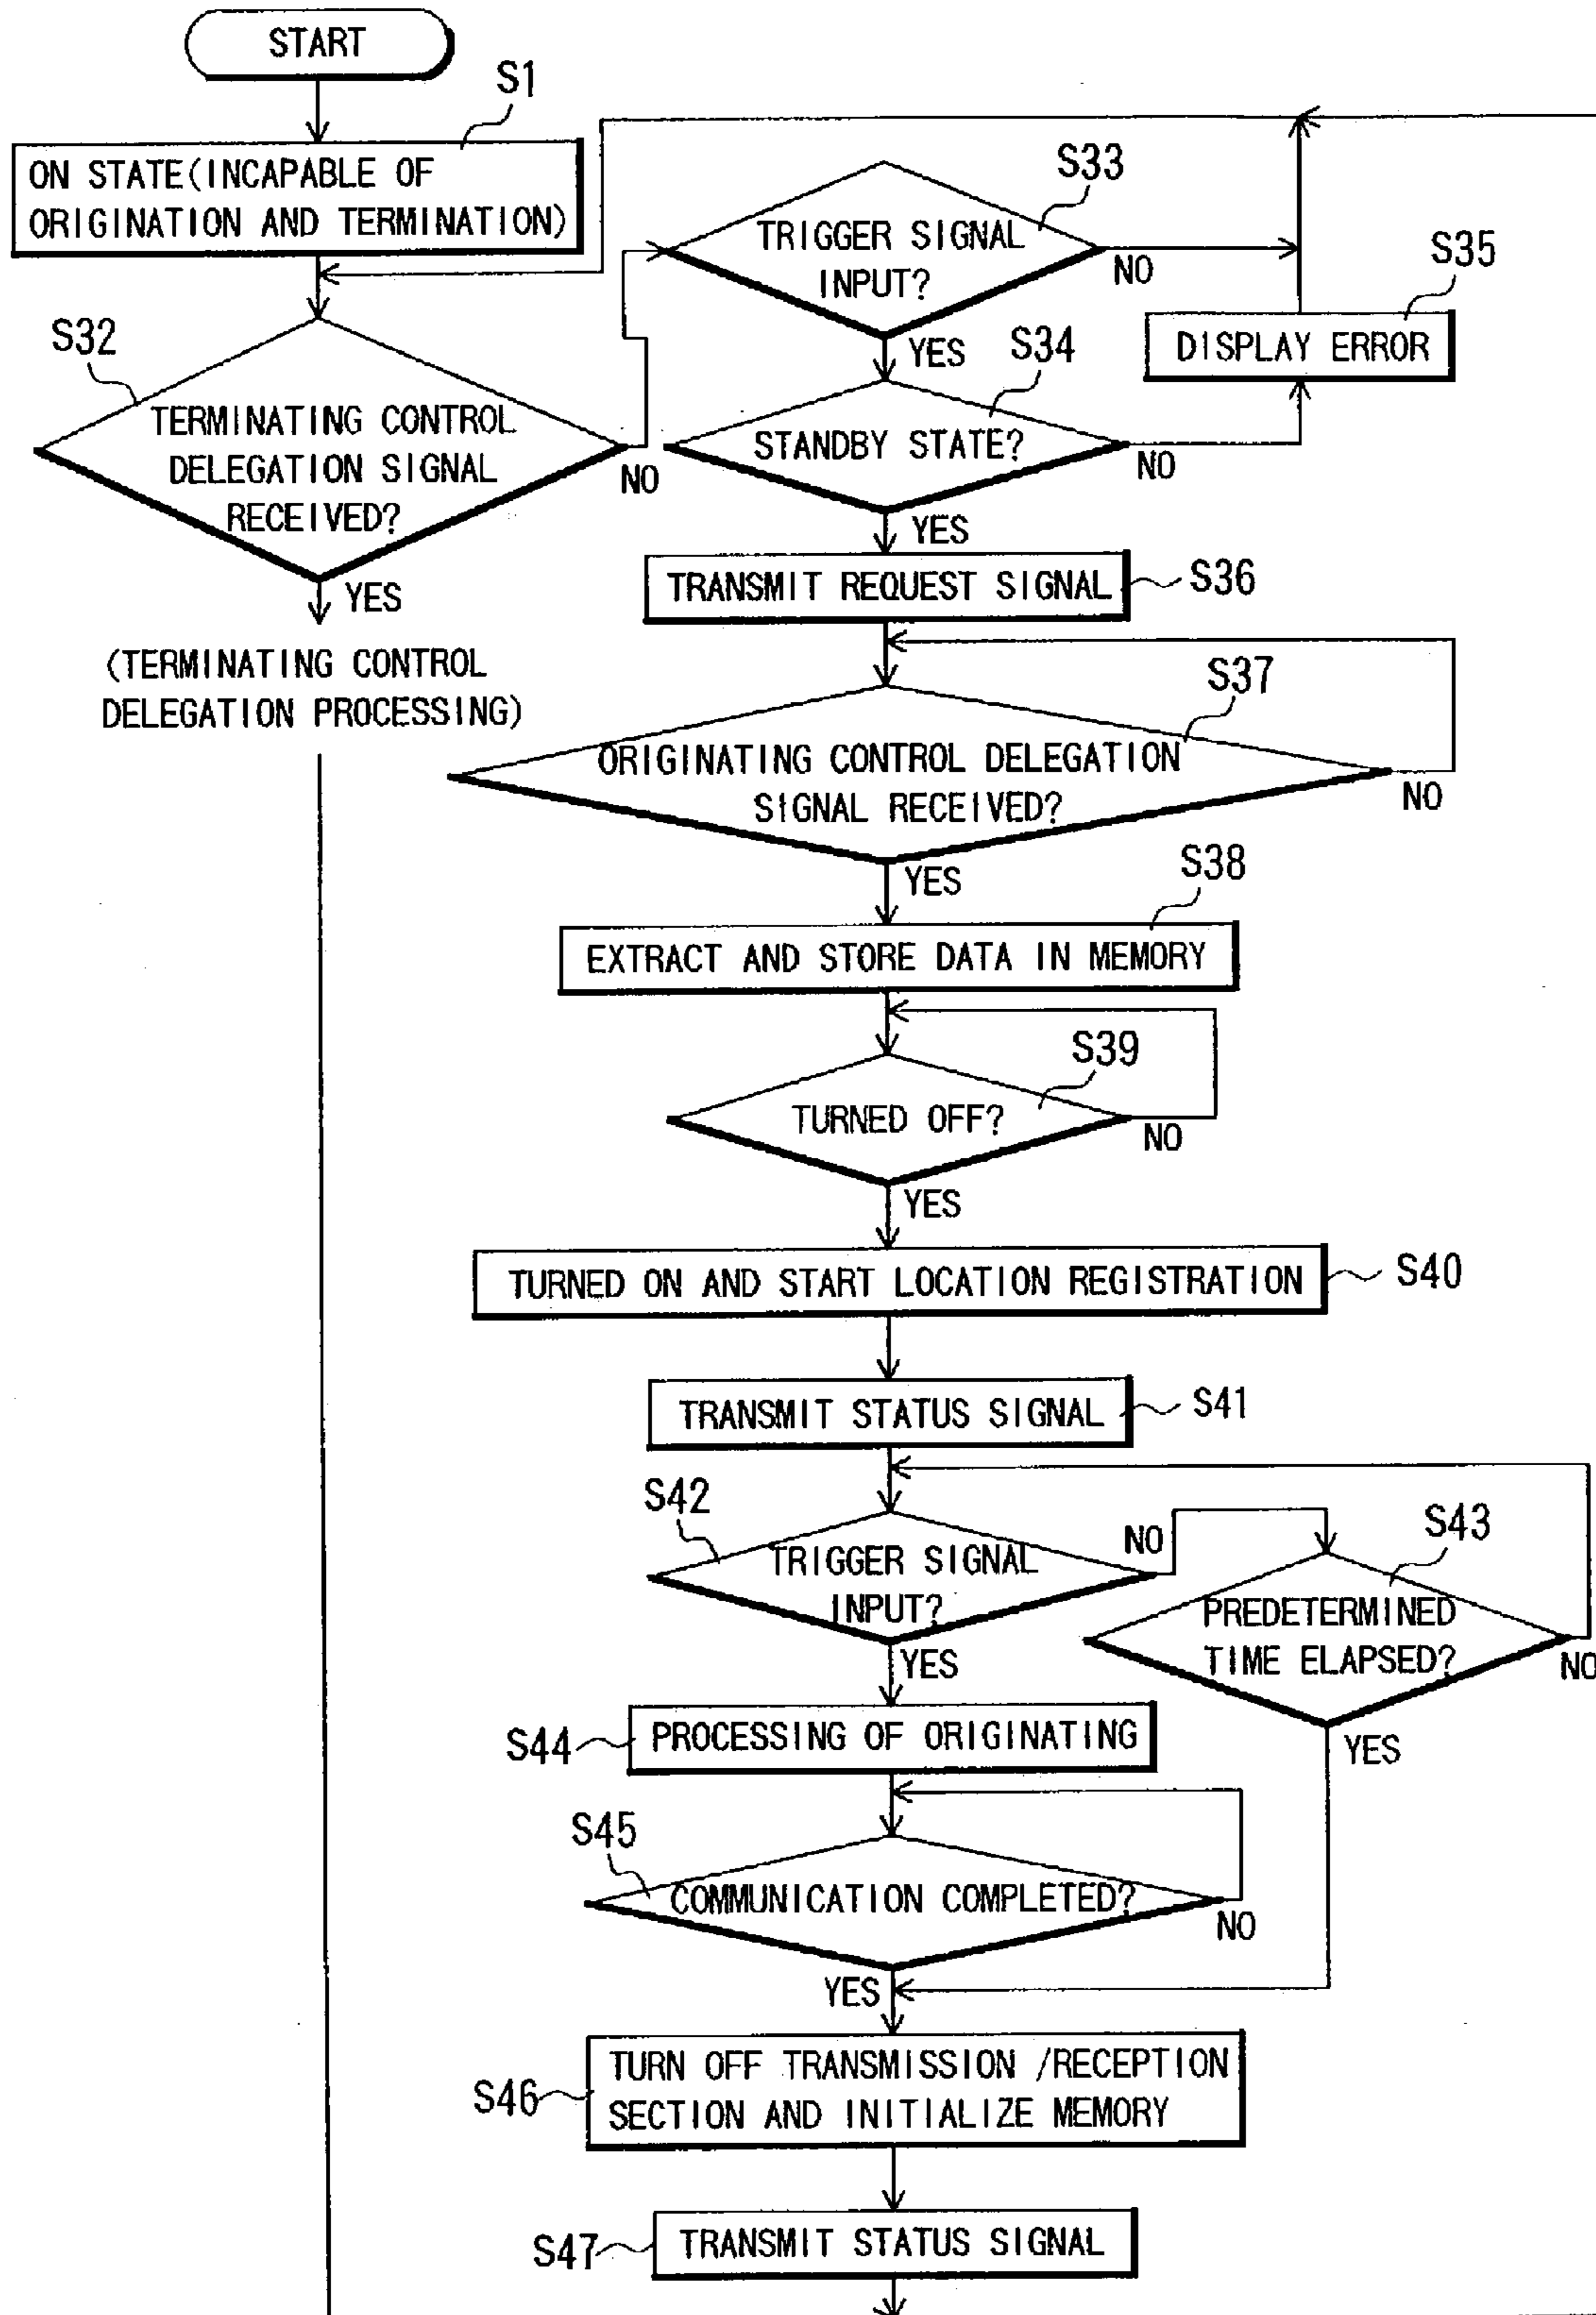 START
S1
ON STATE(INCAPABLE OF
ORIGINATION AND TERMINATION)
S32
TERMINATING CONTROL
DELEGATION SIGNAL
RECEIVED?
NO
YES
(TERMINATING CONTROL
DELEGATION PROCESSING)
S33
TRIGGER SIGNAL
INPUT?
NO
YES
S34
STANDBY STATE?
NO
YES
S35
DISPLAY ERROR
TRANSMIT REQUEST SIGNAL
S36
S37
ORIGINATING CONTROL DELEGATION
SIGNAL RECEIVED?
NO
YES
S38
EXTRACT AND STORE DATA IN MEMORY
S39
TURNED OFF?
NO
YES
TURNED ON AND START LOCATION REGISTRATION
S40
TRANSMIT STATUS SIGNAL
S41
S42
TRIGGER SIGNAL
INPUT?
NO
YES
S43
PREDETERMINED
TIME ELAPSED?
NO
YES
S44
PROCESSING OF ORIGINATING
S45
COMMUNICATION COMPLETED?
NO
YES
S46
TURN OFF TRANSMISSION /RECEPTION
SECTION AND INITIALIZE MEMORY
S47
TRANSMIT STATUS SIGNAL